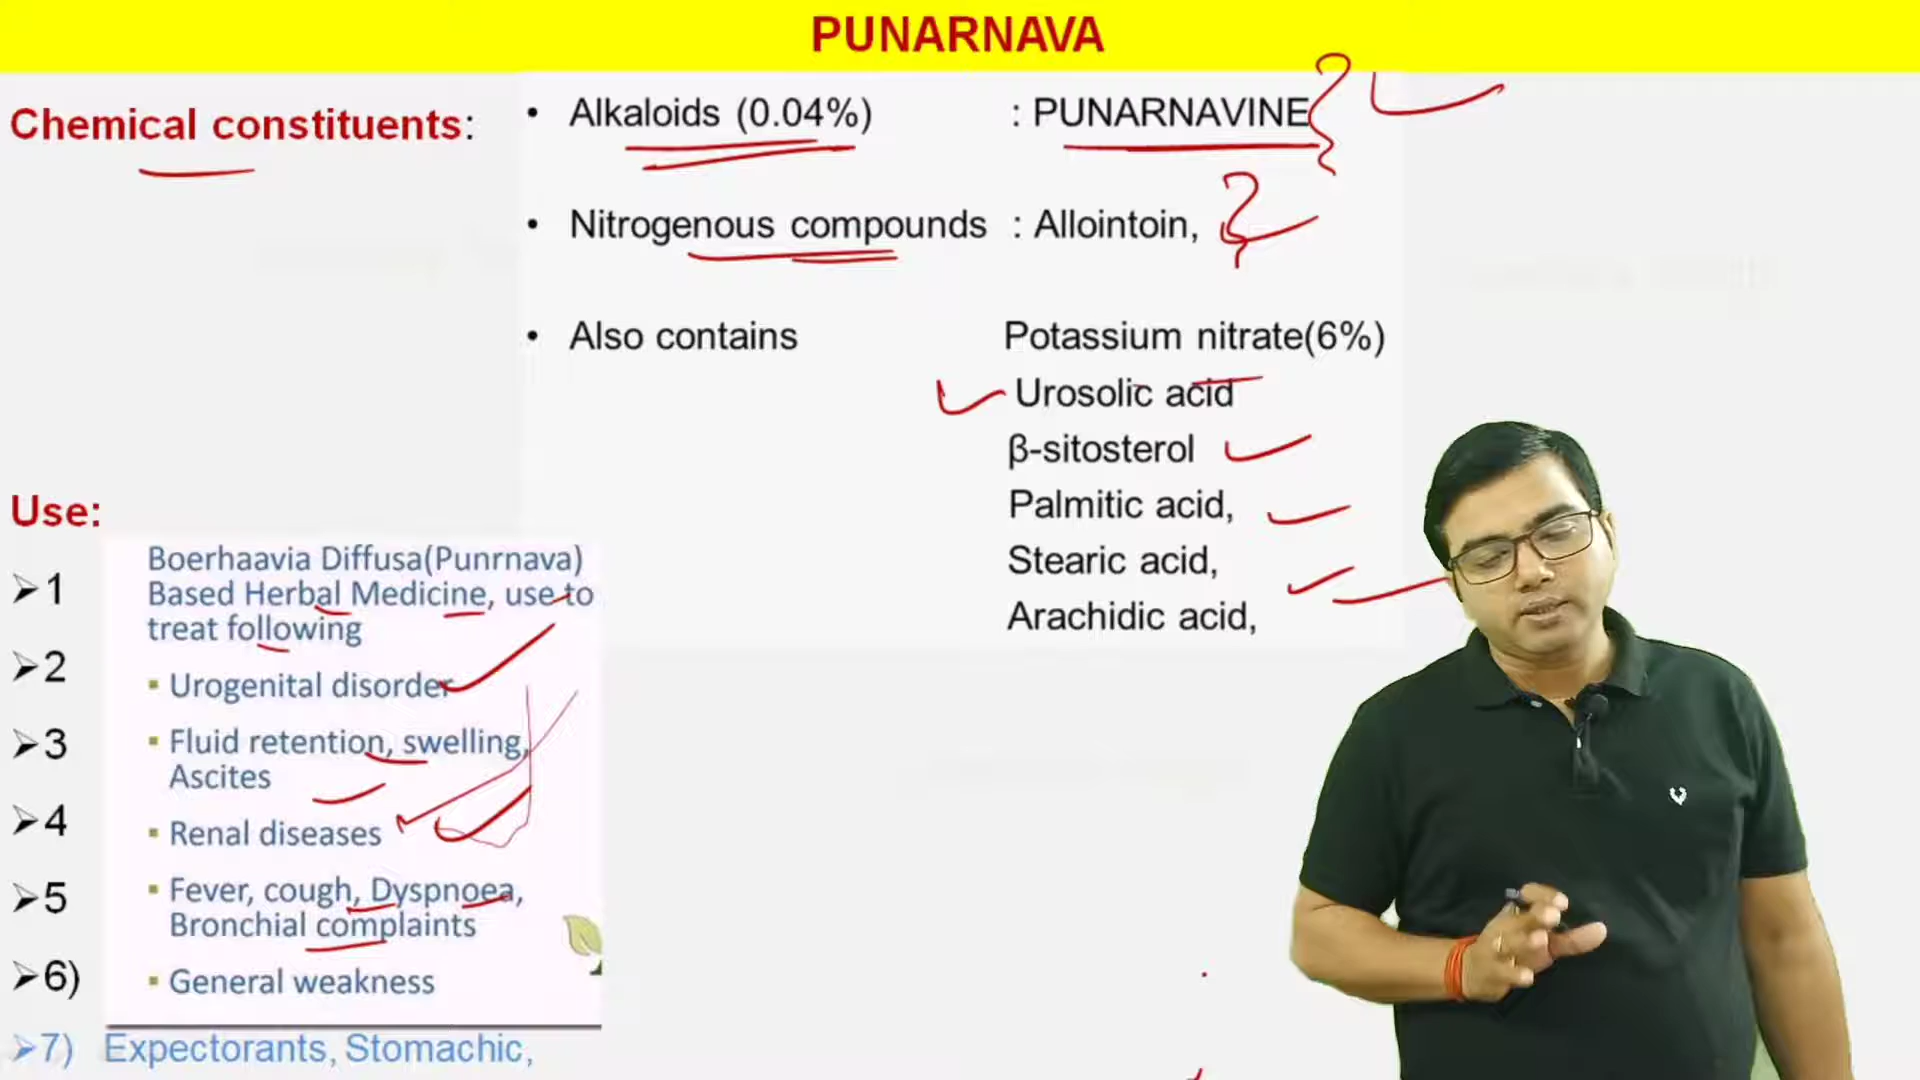 PUNARNAVA
Chemical constituents:
• Alkaloids (0.04%) : PUNARNAVINE
• Nitrogenous compounds : Allointoin,
• Also contains Potassium nitrate(6%)
Urosolic acid
β-sitosterol
Palmitic acid,
Stearic acid,
Arachidic acid,
Use:
➢1
➢2
➢3
➢4
➢5
➢6)
Boerhaavia Diffusa(Punrnava)
Based Herbal Medicine, use to
treat following
▪ Urogenital disorder
▪ Fluid retention, swelling,
Ascites
▪ Renal diseases
▪ Fever, cough, Dyspnoea,
Bronchial complaints
▪ General weakness
➢7) Expectorants, Stomachic,